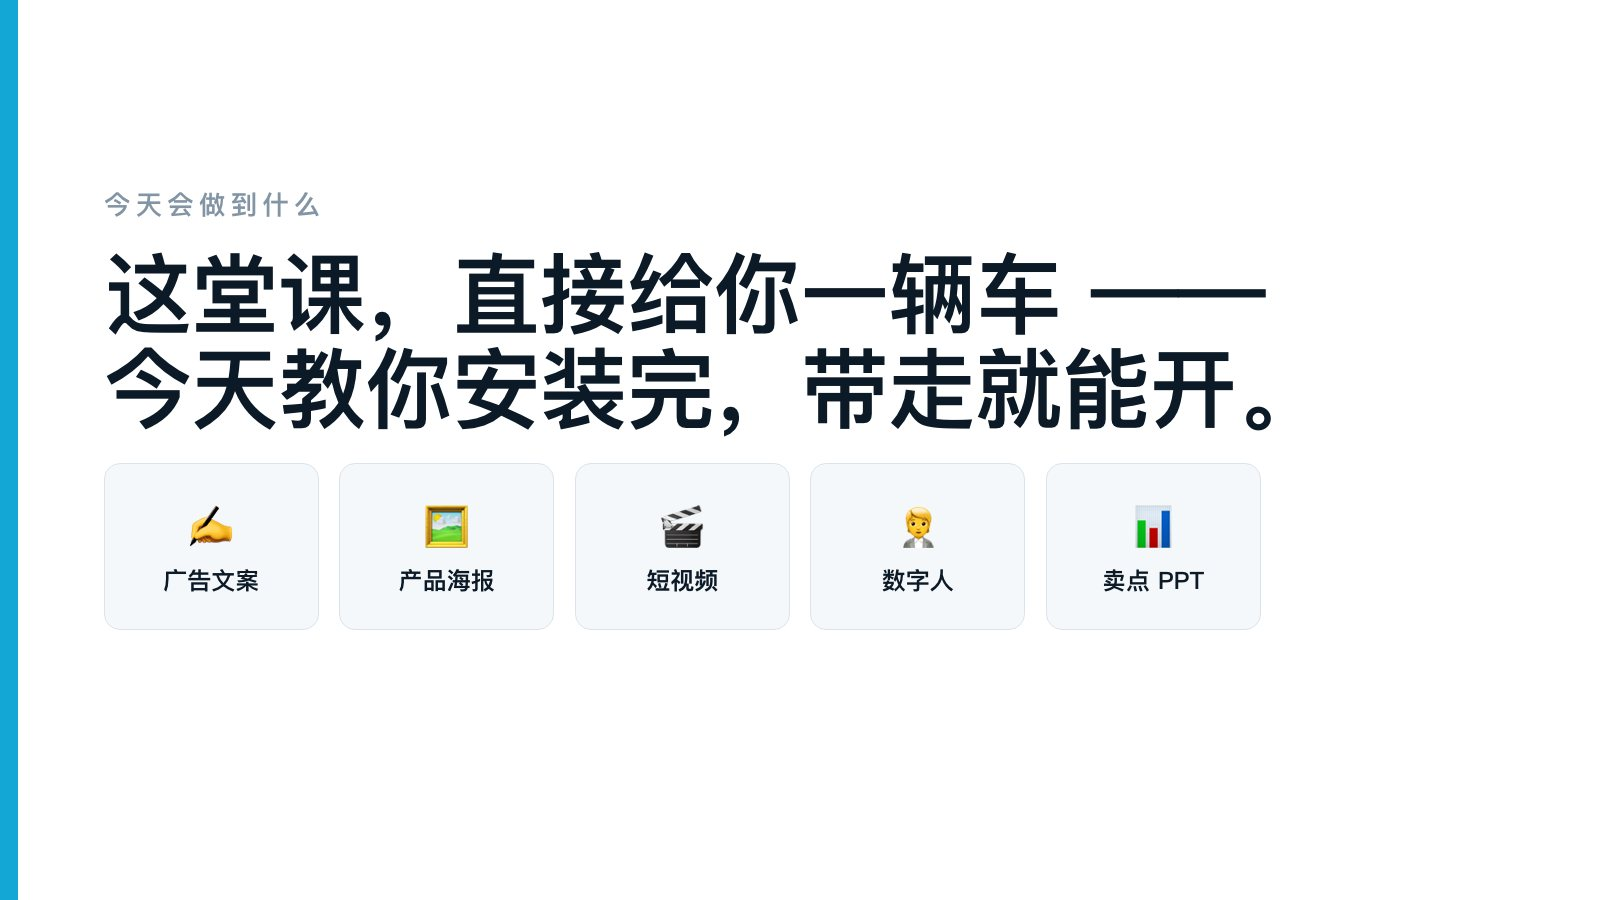 今天会做到什么
这堂课，直接给你一辆车 ——
今天教你安装完，带走就能开。
广告文案
产品海报
短视频
数字人
卖点 PPT